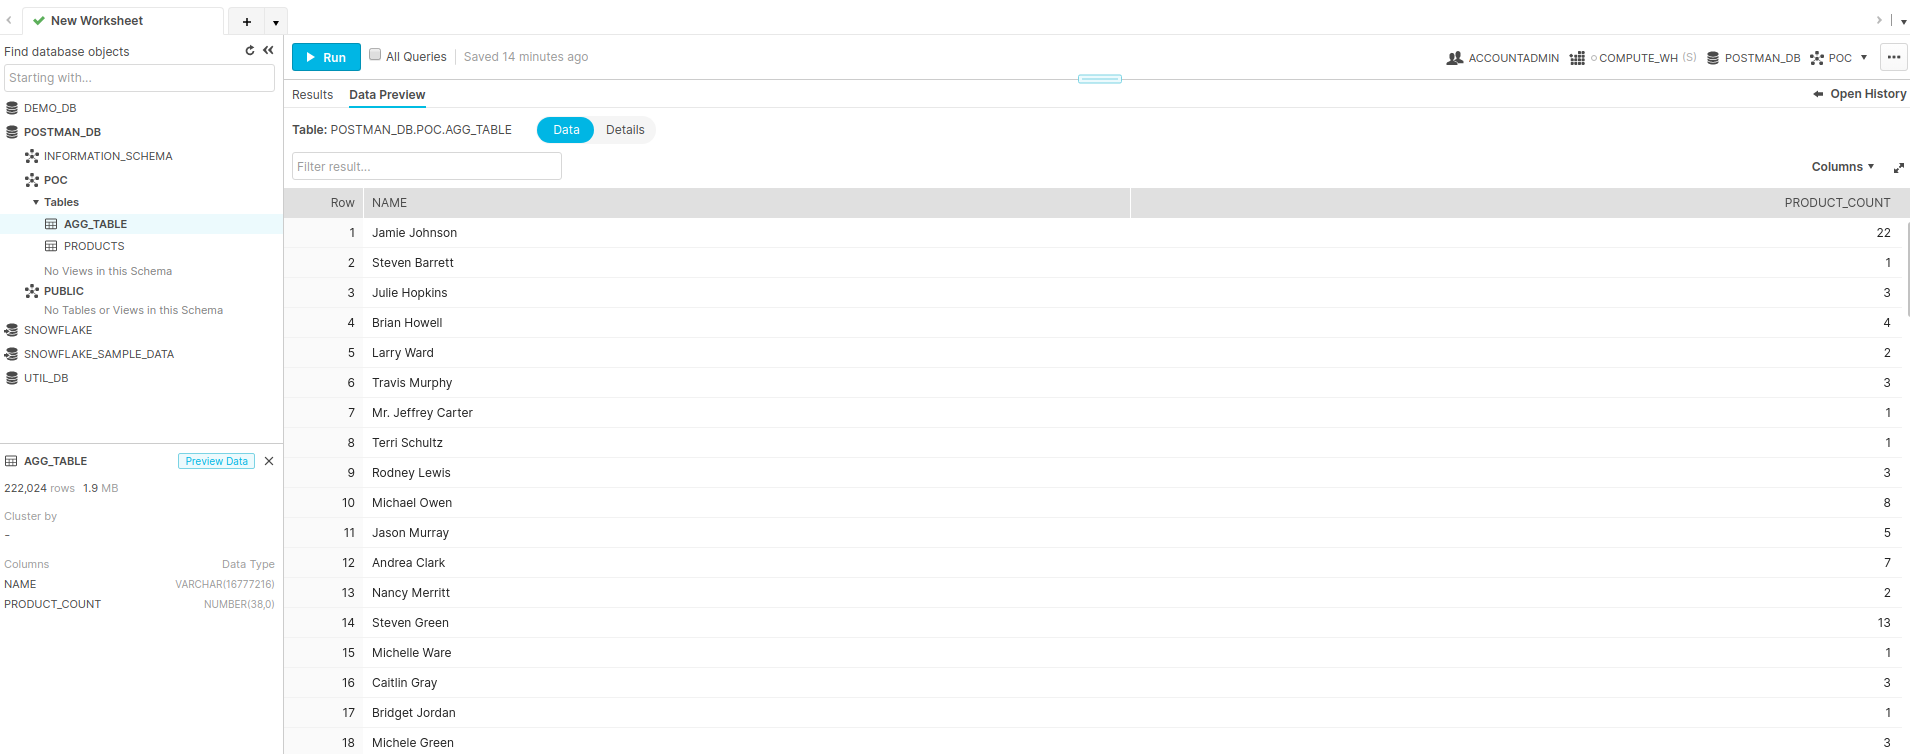 New Worksheet
Find database objects
Starting with...
DEMO_DB
POSTMAN_DB
INFORMATION_SCHEMA
POC
Tables
AGG_TABLE
PRODUCTS
No Views in this Schema
PUBLIC
No Tables or Views in this Schema
SNOWFLAKE
SNOWFLAKE_SAMPLE_DATA
UTIL_DB
AGG_TABLE Preview Data
222,024 rows 1.9 MB
Cluster by
-
Columns Data Type
NAME VARCHAR(16777216)
PRODUCT_COUNT NUMBER(38,0)
Run All Queries Saved 14 minutes ago ACCOUNTADMIN COMPUTE_WH (S) POSTMAN_DB POC
Results Data Preview Open History
Table: POSTMAN_DB.POC.AGG_TABLE Data Details
Filter result... Columns
Row NAME PRODUCT_COUNT
1 Jamie Johnson 22
2 Steven Barrett 1
3 Julie Hopkins 3
4 Brian Howell 4
5 Larry Ward 2
6 Travis Murphy 3
7 Mr. Jeffrey Carter 1
8 Terri Schultz 1
9 Rodney Lewis 3
10 Michael Owen 8
11 Jason Murray 5
12 Andrea Clark 7
13 Nancy Merritt 2
14 Steven Green 13
15 Michelle Ware 1
16 Caitlin Gray 3
17 Bridget Jordan 1
18 Michele Green 3